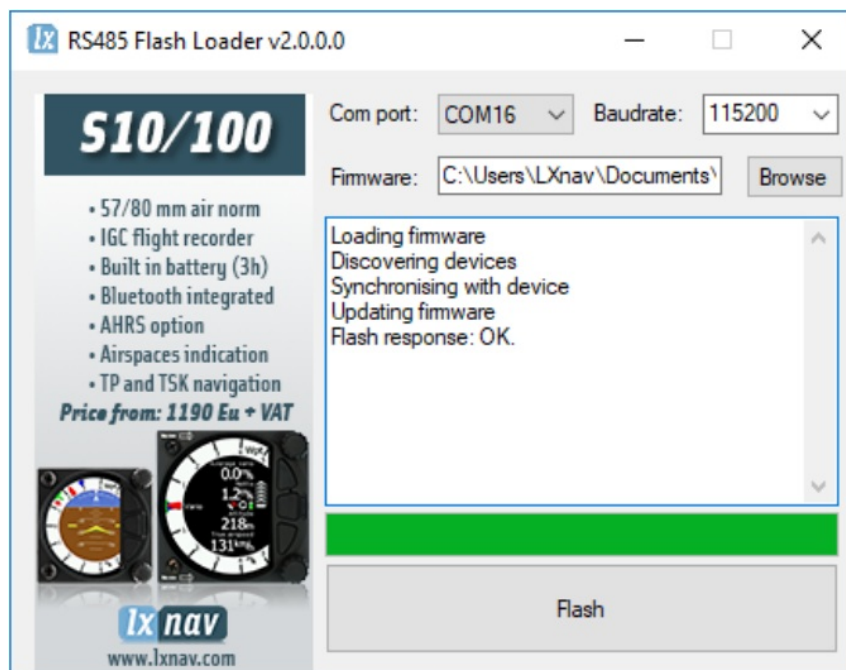 lx RS485 Flash Loader v2.0.0.0
S10/100
• 57/80 mm air norm
• IGC flight recorder
• Built in battery (3h)
• Bluetooth integrated
• AHRS option
• Airspaces indication
• TP and TSK navigation
Price from: 1190 Eu + VAT
Wpt
0.0
1.2
218m
131
lx nav
www.lxnav.com
Com port: COM16 Baudrate: 115200
Firmware: C:\Users\LXnav\Documents\ Browse
Loading firmware
Discovering devices
Synchronising with device
Updating firmware
Flash response: OK.
Flash